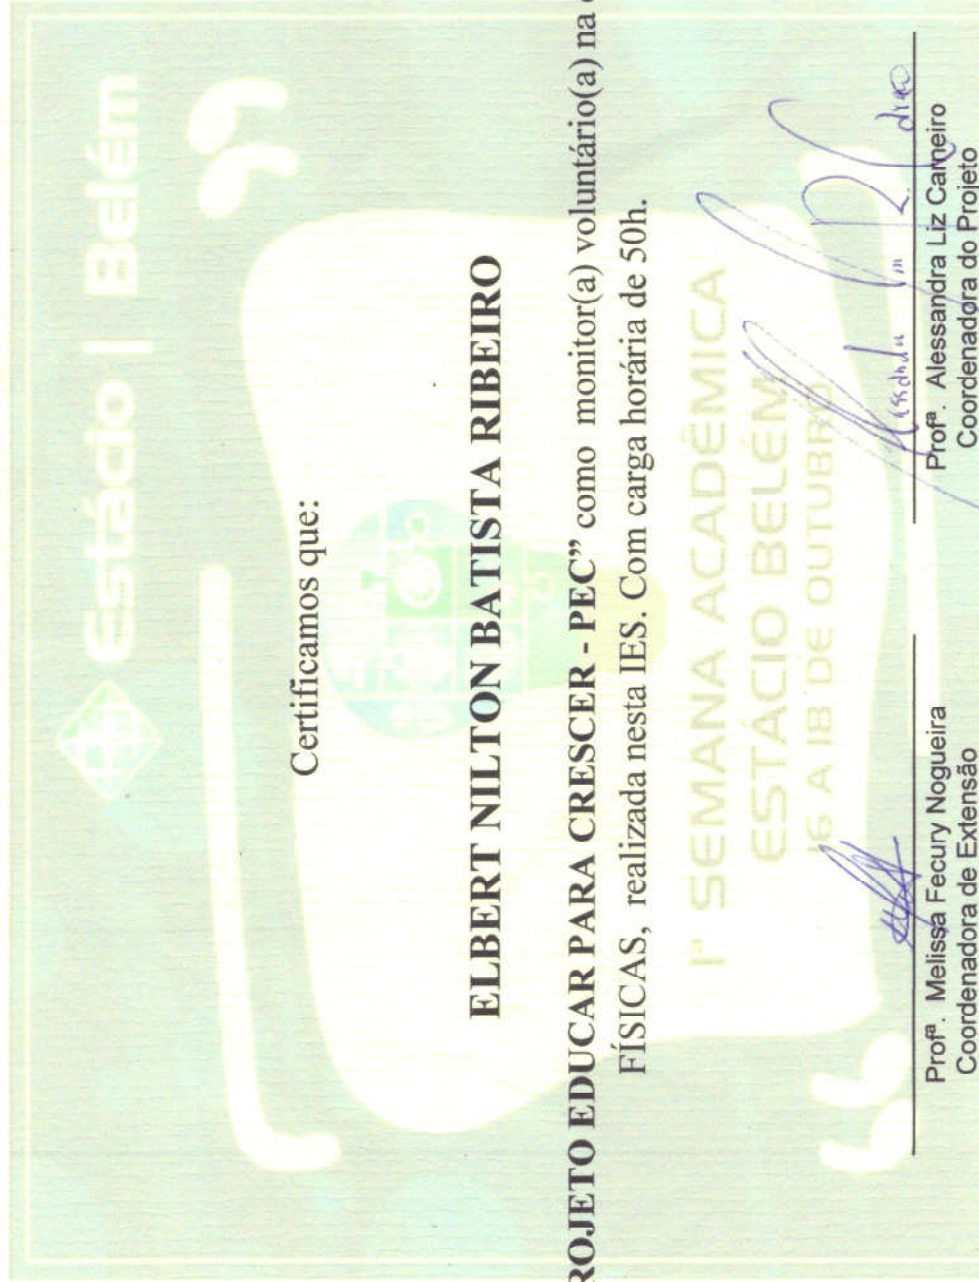 Estácio | Belém
Certificamos que:
ELBERT NILTON BATISTA RIBEIRO
ROJETO EDUCAR PARA CRESCER - PEC” como monitor(a) voluntário(a) na
FÍSICAS, realizada nesta IES. Com carga horária de 50h.
1ª SEMANA ACADÊMICA
ESTÁCIO BELÉM
16 A 18 DE OUTUBRO
Profª. Melissa Fecury Nogueira
Coordenadora de Extensão
Profª. Alessandra Liz Carneiro
Coordenadora do Projeto